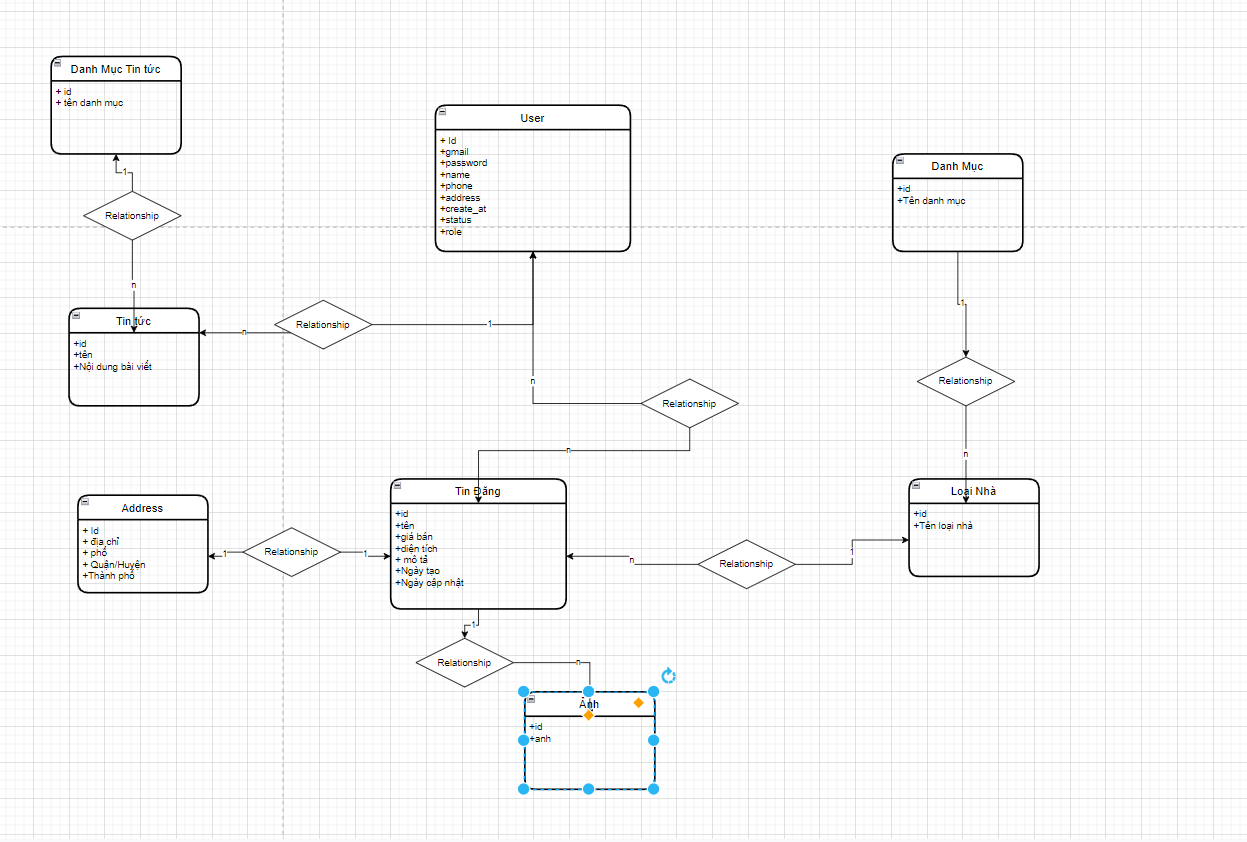 Danh Mục Tin tức
+ id
+ tên danh mục
1
Relationship
n
Tin tức
+id
+tên
+Nội dung bài viết
n
Relationship
1
User
+ Id
+gmail
+password
+name
+phone
+address
+create_at
+status
+role
n
Relationship
n
Danh Mục
+id
+Tên danh mục
1
Relationship
n
Loại Nhà
+id
+Tên loại nhà
Address
+ Id
+ địa chỉ
+ phố
+ Quận/Huyện
+Thành phố
1
Relationship
1
Tin Đăng
+id
+tên
+giá bán
+diện tích
+ mô tả
+Ngày tạo
+Ngày cập nhật
n
Relationship
1
1
Relationship
n
Ảnh
+id
+anh